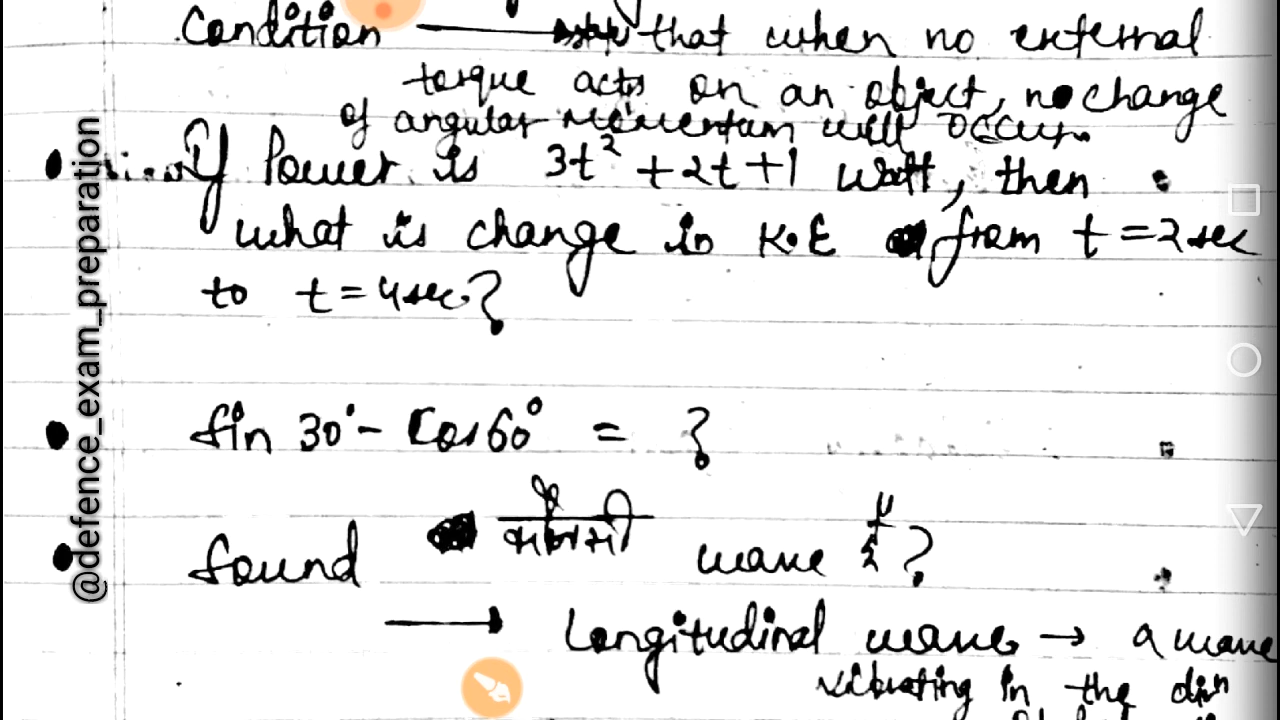 Condition → that when no external
torque acts on an object, no change
of angular momentum will occur.
If Power is 3t² + 2t + 1 watt, then
what is change in K.E from t = 2 sec
to t = 4 sec?
Sin 30° - Cos 60° = ?
Sound wave ?
→ Longitudinal wave → a wave
vibrating in the dirn
@defence_exam_preparation